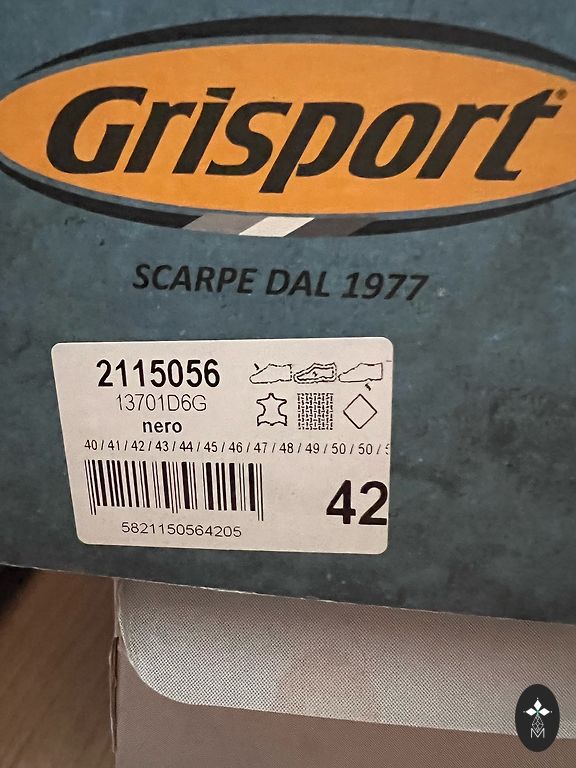 Grisport®
SCARPE DAL 1977
2115056
13701D6G
nero
40 / 41 / 42 / 43 / 44 / 45 / 46 / 47 / 48 / 49 / 50 / 50 / 5
42
5821150564205
M